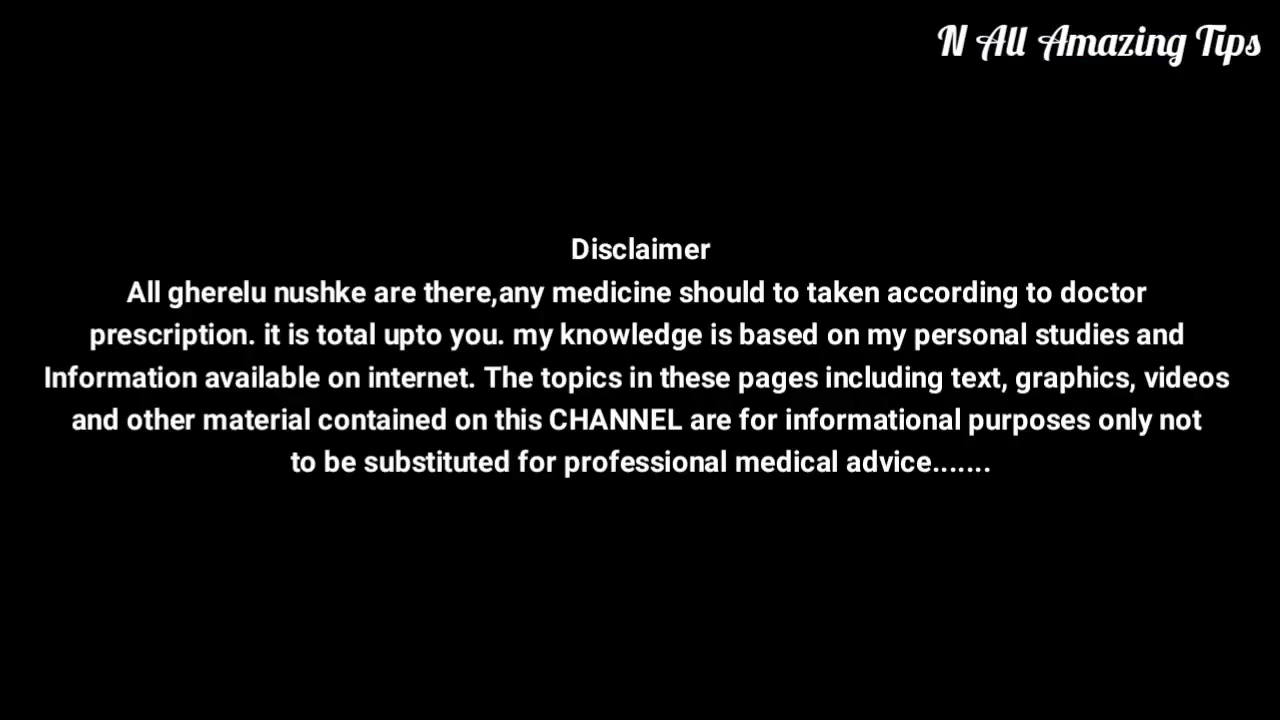 N All Amazing Tips
Disclaimer
All gherelu nushke are there,any medicine should to taken according to doctor
prescription. it is total upto you. my knowledge is based on my personal studies and
Information available on internet. The topics in these pages including text, graphics, videos
and other material contained on this CHANNEL are for informational purposes only not
to be substituted for professional medical advice.......